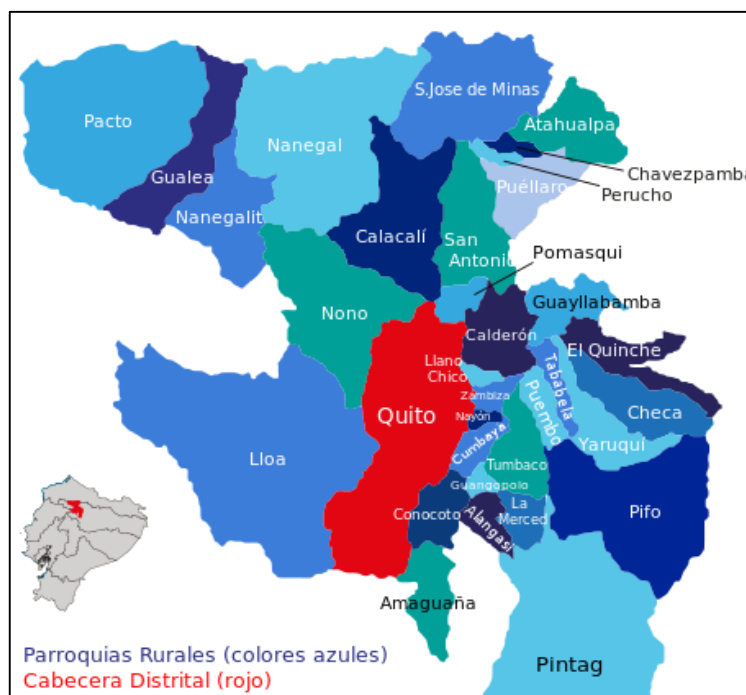 S.Jose de Minas
Pacto
Atahualpa
Nanegal
Chavezpamba
Gualea
Puéllaro
Perucho
Nanegalit
Calacalí
San
Antonio
Pomasqui
Nono
Guayllabamba
Calderón
El Quinche
Llano
Chico
Tababela
Zambiza
Puembo
Checa
Quito
Nayón
Cumbaya
Yaruqui
Lloa
Tumbaco
Guangopolo
La
Merced
Pifo
Conocoto
Alangasí
Amaguaña
Parroquias Rurales (colores azules)
Pintag
Cabecera Distrital (rojo)